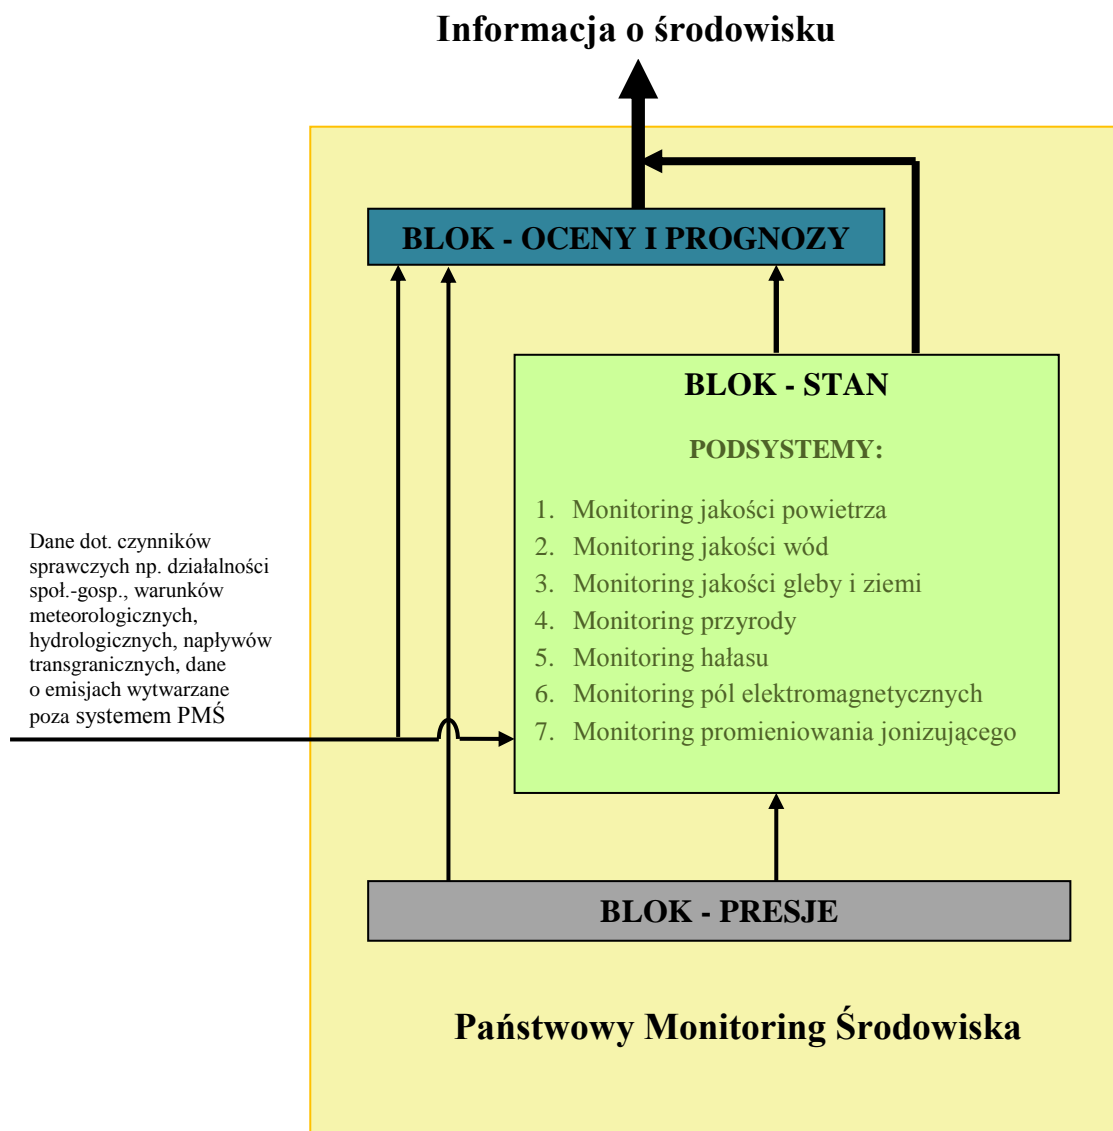 Informacja o środowisku
BLOK - OCENY I PROGNOZY
BLOK - STAN
PODSYSTEMY:
1. Monitoring jakości powietrza
2. Monitoring jakości wód
3. Monitoring jakości gleby i ziemi
4. Monitoring przyrody
5. Monitoring hałasu
6. Monitoring pól elektromagnetycznych
7. Monitoring promieniowania jonizującego
Dane dot. czynników
sprawczych np. działalności
społ.-gosp., warunków
meteorologicznych,
hydrologicznych, napływów
transgranicznych, dane
o emisjach wytwarzane
poza systemem PMŚ
BLOK - PRESJE
Państwowy Monitoring Środowiska